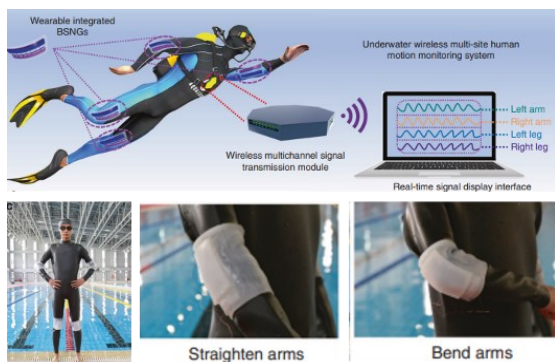 Wearable integrated
BSNGs
Underwater wireless multi-site human
motion monitoring system
Left arm
Right arm
Left leg
Right leg
Wireless multichannel signal
transmission module
Real-time signal display interface
Straighten arms
Bend arms